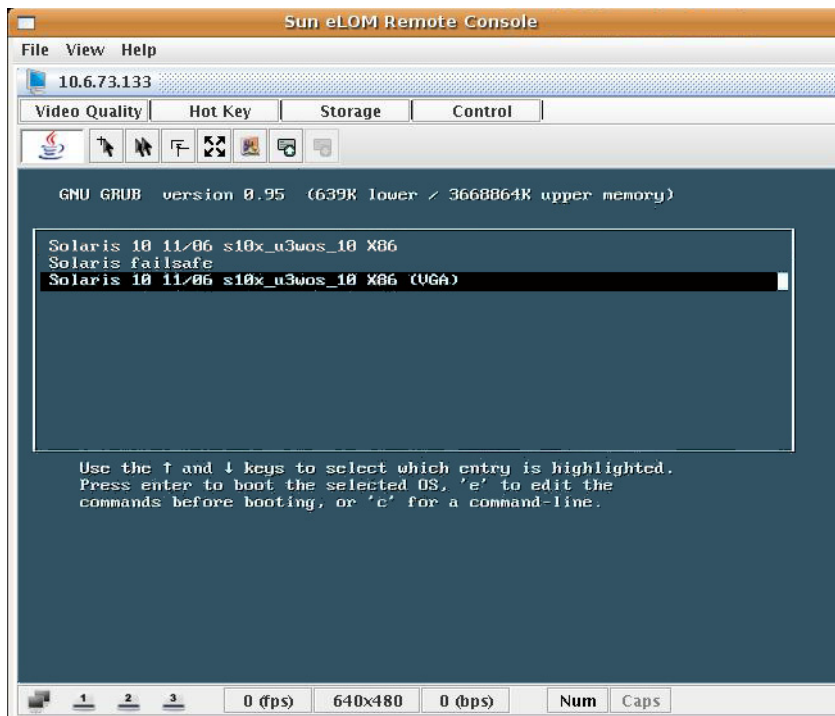 Sun eLOM Remote Console
File View Help
10.6.73.133
Video Quality Hot Key Storage Control
GNU GRUB version 0.95 (639K lower / 3668864K upper memory)
Solaris 10 11/06 s10x_u3wos_10 X86
Solaris failsafe
Solaris 10 11/06 s10x_u3wos_10 X86 (VGA)
Use the ↑ and ↓ keys to select which entry is highlighted.
Press enter to boot the selected OS, 'e' to edit the
commands before booting, or 'c' for a command-line.
1 2 3 0 (fps) 640x480 0 (bps) Num Caps